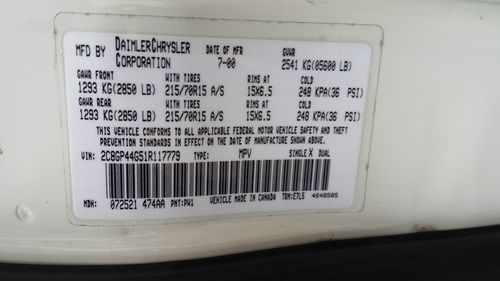 MFD BY DAIMLERCHRYSLER CORPORATION DATE OF MFR 7-00 GVWR 2541 KG(05600 LB)
GAWR FRONT WITH TIRES RIMS AT COLD
1293 KG(2850 LB) 215/70R15 A/S 15X6.5 248 KPA(36 PSI)
GAWR REAR WITH TIRES RIMS AT COLD
1293 KG(2850 LB) 215/70R15 A/S 15X6.5 248 KPA(36 PSI)
THIS VEHICLE CONFORMS TO ALL APPLICABLE FEDERAL MOTOR VEHICLE SAFETY AND THEFT
PREVENTION STANDARDS IN EFFECT ON THE DATE OF MANUFACTURE SHOWN ABOVE.
VIN: 2C8GP44G51R117779 TYPE: MPV SINGLE X DUAL
MDH: 072521 474AA PNT: PW1 VEHICLE MADE IN CANADA TRM: E7L5 4648505